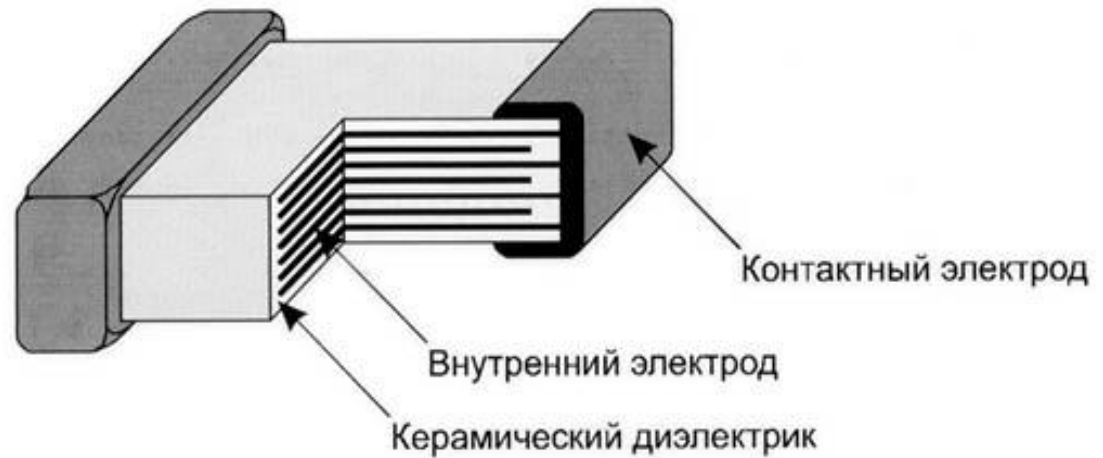 Контактный электрод
Внутренний электрод
Керамический диэлектрик